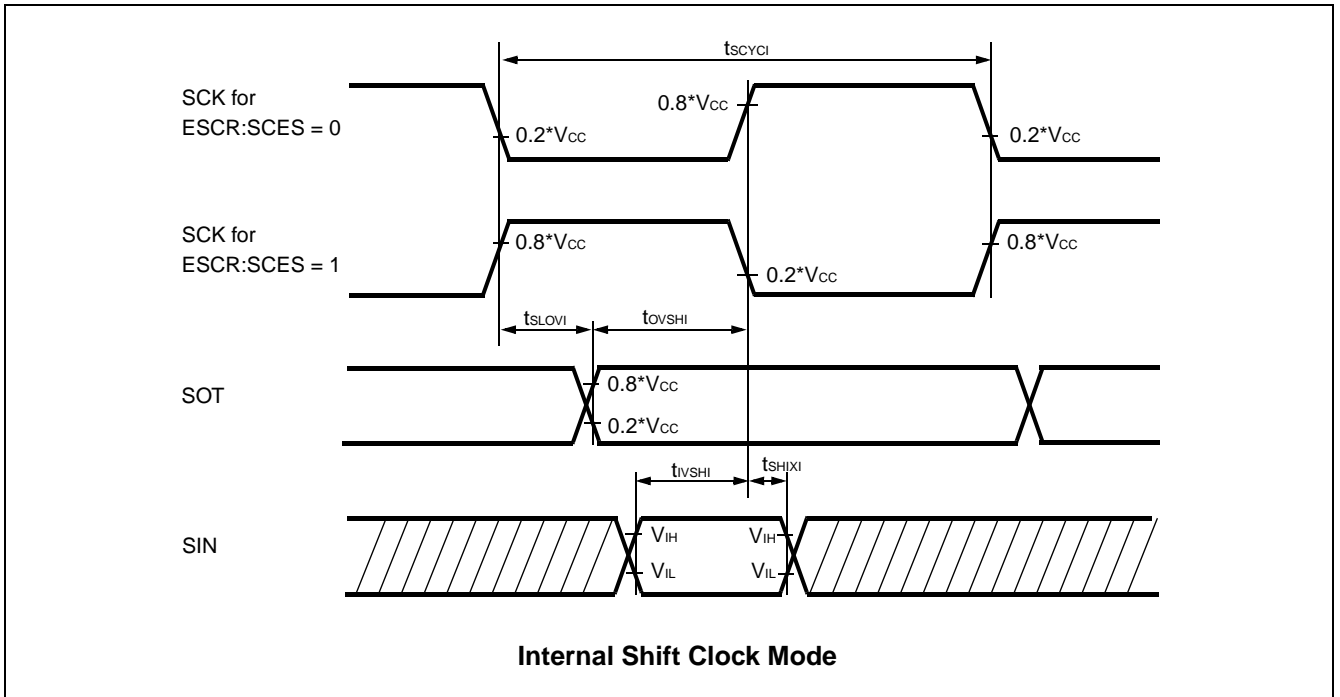 tSCYCI
SCK for
ESCR:SCES = 0
0.8*VCC
0.2*VCC
0.2*VCC
SCK for
ESCR:SCES = 1
0.8*VCC
0.2*VCC
0.8*VCC
tSLOVI
tOVSHI
SOT
0.8*VCC
0.2*VCC
tIVSHI
tSHIXI
SIN
VIH
VIH
VIL
VIL
Internal Shift Clock Mode